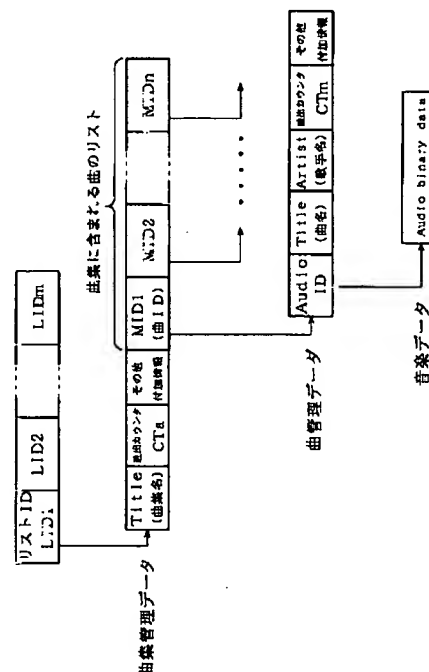 リストID
LID1
LID2
LIDm
曲集に含まれる曲のリスト
Title
(曲集名)
読出カウンタ
CTa
その他
付加情報
MID1
(曲ID)
MID2
MIDn
曲集管理データ
Audio
ID
Title
(曲名)
Artist
(歌手名)
読出カウンタ
CTm
その他
付加情報
曲管理データ
Audio binary data
音楽データ